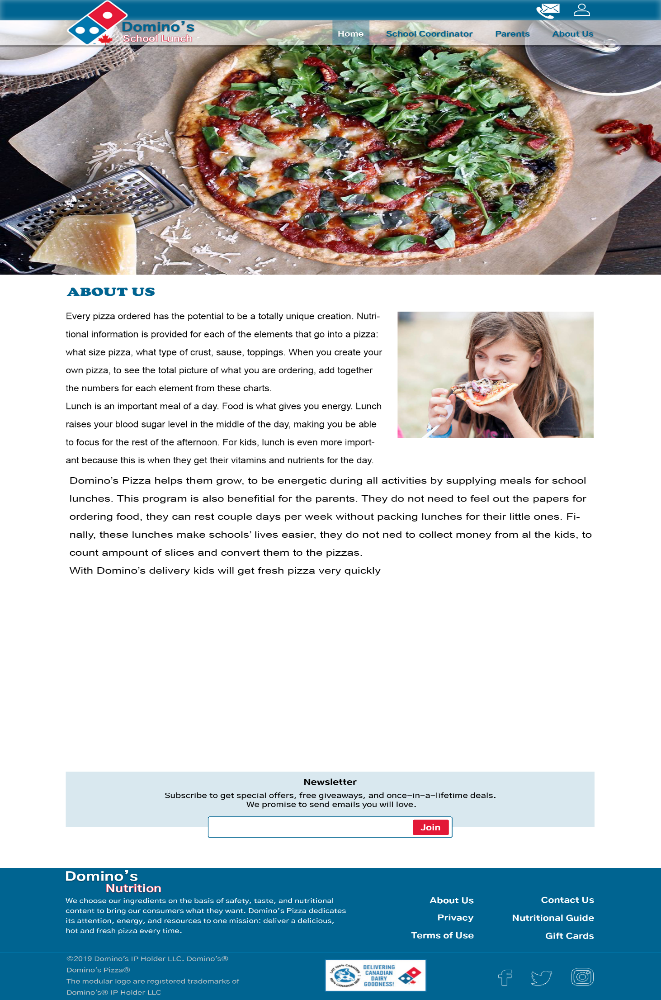 Domino's
School Lunch
Home
School Coordinator
Parents
About Us
ABOUT US
Every pizza ordered has the potential to be a totally unique creation. Nutri-
tional information is provided for each of the elements that go into a pizza:
what size pizza, what type of crust, sause, toppings. When you create your
own pizza, to see the total picture of what you are ordering, add together
the numbers for each element from these charts.
Lunch is an important meal of a day. Food is what gives you energy. Lunch
raises your blood sugar level in the middle of the day, making you be able
to focus for the rest of the afternoon. For kids, lunch is even more import-
ant because this is when they get their vitamins and nutrients for the day.
Domino's Pizza helps them grow, to be energetic during all activities by supplying meals for school
lunches. This program is also benefitial for the parents. They do not need to feel out the papers for
ordering food, they can rest couple days per week without packing lunches for their little ones. Fi-
nally, these lunches make schools' lives easier, they do not ned to collect money from al the kids, to
count ampount of slices and convert them to the pizzas.
With Domino's delivery kids will get fresh pizza very quickly
Newsletter
Subscribe to get special offers, free giveaways, and once-in-a-lifetime deals.
We promise to send emails you will love.
Join
Domino's
Nutrition
We choose our ingredients on the basis of safety, taste, and nutritional
content to bring our consumers what they want. Domino's Pizza dedicates
its attention, energy, and resources to one mission: deliver a delicious,
hot and fresh pizza every time.
About Us
Privacy
Terms of Use
Contact Us
Nutritional Guide
Gift Cards
©2019 Domino's IP Holder LLC. Domino's®
Domino's Pizza®
The modular logo are registered trademarks of
Domino's® IP Holder LLC
LAIT 100% CANADIEN
100% CANADIAN MILK
DELIVERING
CANADIAN
DAIRY
GOODNESS!